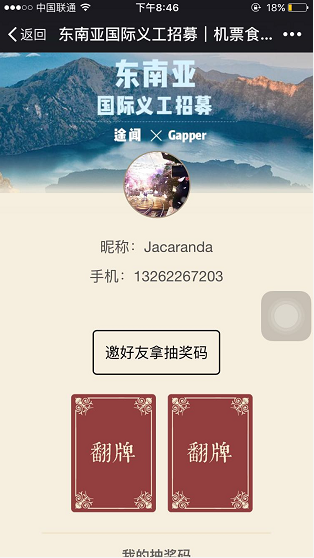 中国联通 下午8:46 18%
返回 东南亚国际义工招募｜机票食...
东南亚
国际义工招募
途闻 × Gapper
昵称：Jacaranda
手机：13262267203
邀好友拿抽奖码
翻牌 翻牌
我的抽奖码